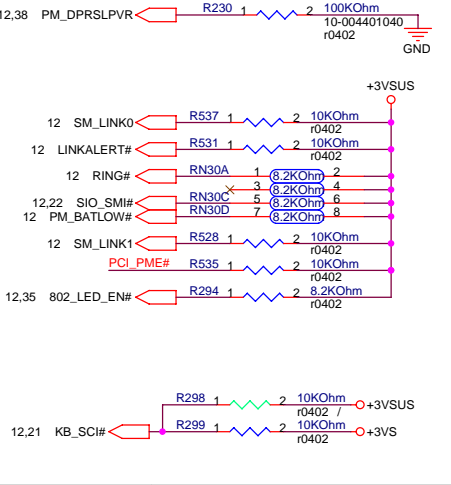 12,38 PM_DPRSLPVR R230 1 2 100KOhm
10-004401040
r0402
GND
+3VSUS
12 SM_LINK0 R537 1 2 10KOhm
r0402
12 LINKALERT# R531 1 2 10KOhm
r0402
12 RING# RN30A 1 8.2KOhm 2
3 8.2KOhm 4
12,22 SIO_SMI# RN30C 5 8.2KOhm 6
12 PM_BATLOW# RN30D 7 8.2KOhm 8
12 SM_LINK1 R528 1 2 10KOhm
r0402
PCI_PME# R535 1 2 10KOhm
r0402
12,35 802_LED_EN# R294 1 2 8.2KOhm
r0402
R298 1 2 10KOhm +3VSUS
r0402 /
12,21 KB_SCI# R299 1 2 10KOhm +3VS
r0402